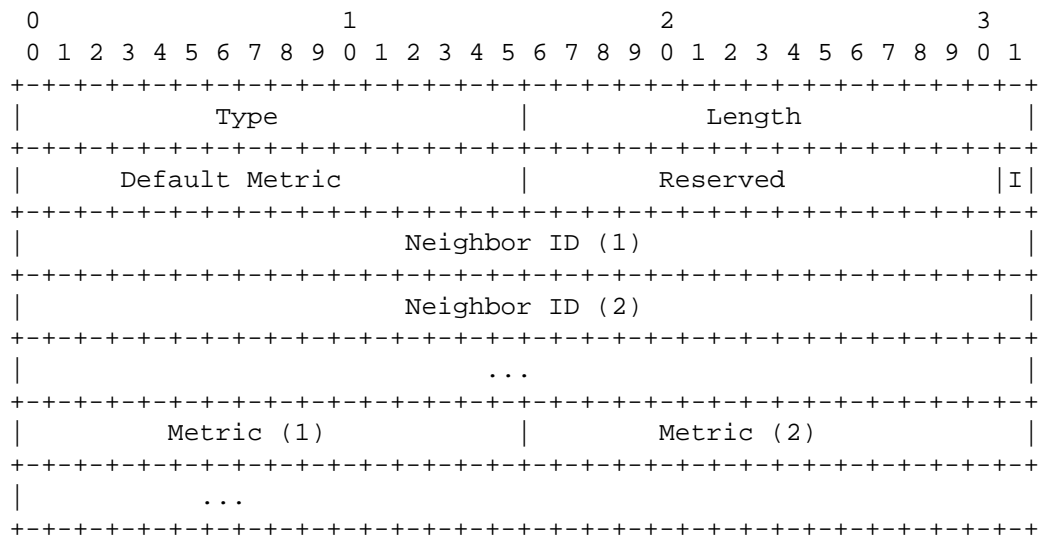 0                   1                   2                   3
 0 1 2 3 4 5 6 7 8 9 0 1 2 3 4 5 6 7 8 9 0 1 2 3 4 5 6 7 8 9 0 1
+-+-+-+-+-+-+-+-+-+-+-+-+-+-+-+-+-+-+-+-+-+-+-+-+-+-+-+-+-+-+-+-+
|            Type               |           Length              |
+-+-+-+-+-+-+-+-+-+-+-+-+-+-+-+-+-+-+-+-+-+-+-+-+-+-+-+-+-+-+-+-+
|      Default Metric           |        Reserved             |I|
+-+-+-+-+-+-+-+-+-+-+-+-+-+-+-+-+-+-+-+-+-+-+-+-+-+-+-+-+-+-+-+-+
|                        Neighbor ID (1)                        |
+-+-+-+-+-+-+-+-+-+-+-+-+-+-+-+-+-+-+-+-+-+-+-+-+-+-+-+-+-+-+-+-+
|                        Neighbor ID (2)                        |
+-+-+-+-+-+-+-+-+-+-+-+-+-+-+-+-+-+-+-+-+-+-+-+-+-+-+-+-+-+-+-+-+
|                             ...                               |
+-+-+-+-+-+-+-+-+-+-+-+-+-+-+-+-+-+-+-+-+-+-+-+-+-+-+-+-+-+-+-+-+
|         Metric (1)            |        Metric (2)             |
+-+-+-+-+-+-+-+-+-+-+-+-+-+-+-+-+-+-+-+-+-+-+-+-+-+-+-+-+-+-+-+-+
|           ...
+-+-+-+-+-+-+-+-+-+-+-+-+-+-+-+-+-+-+-+-+-+-+-+-+-+-+-+-+-+-+-+-+